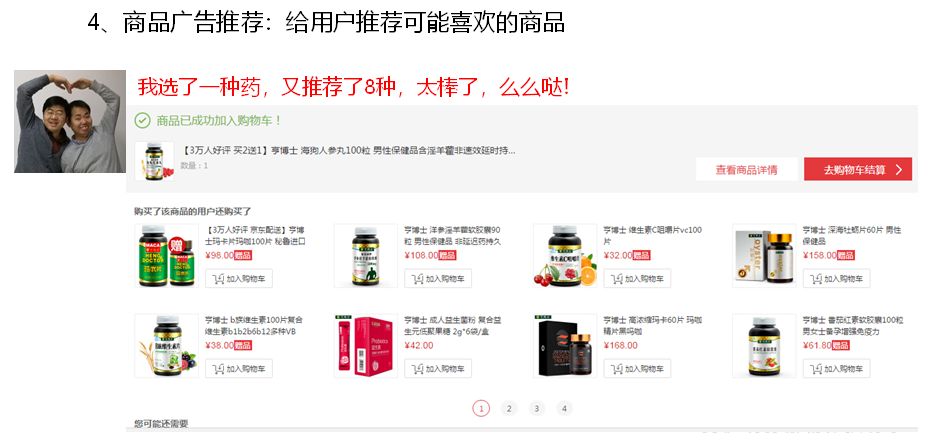 4、商品广告推荐：给用户推荐可能喜欢的商品
我选了一种药，又推荐了8种，太棒了，么么哒!
商品已成功加入购物车！
【3万人好评 买2送1】亨博士 海狗人参丸100粒 男性保健品含淫羊藿非速效延时持...
数量：1
查看商品详情
去购物车结算
购买了该商品的用户还购买了
【3万人好评 京东配送】亨博
士玛卡片玛咖100片 秘鲁进口
¥98.00 赠品
加入购物车
亨博士 洋参淫羊藿软胶囊90
粒 男性保健品 非延迟药持久
¥108.00 赠品
加入购物车
亨博士 维生素C咀嚼片vc100
片
¥32.00 赠品
加入购物车
亨博士 深海牡蛎片60片 男性
保健品
¥158.00 赠品
加入购物车
亨博士 b族维生素100片复合
维生素b1b2b6b12多种VB
¥38.00 赠品
加入购物车
亨博士 成人益生菌粉 复合益
生元低聚果糖 2g*6袋/盒
¥42.00
加入购物车
亨博士 高浓缩玛卡60片 玛咖
精片黑玛咖
¥168.00
加入购物车
亨博士 番茄红素软胶囊100粒
男女士备孕增强免疫力
¥61.80 赠品
加入购物车
1 2 3 4
您可能还需要